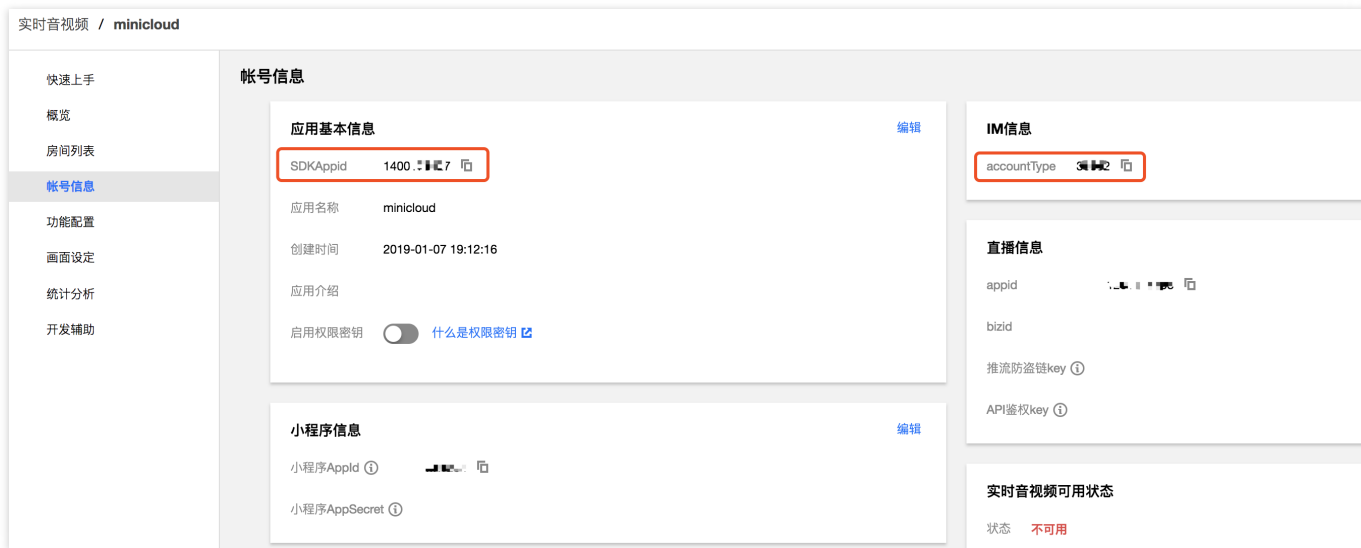 实时音视频 / minicloud
快速上手
概览
房间列表
帐号信息
功能配置
画面设定
统计分析
开发辅助
帐号信息
应用基本信息 编辑
SDKAppid
应用名称 minicloud
创建时间 2019-01-07 19:12:16
应用介绍
启用权限密钥 什么是权限密钥
小程序信息 编辑
小程序AppId
小程序AppSecret
IM信息
accountType
直播信息
appid
bizid
推流防盗链key
API鉴权key
实时音视频可用状态
状态 不可用